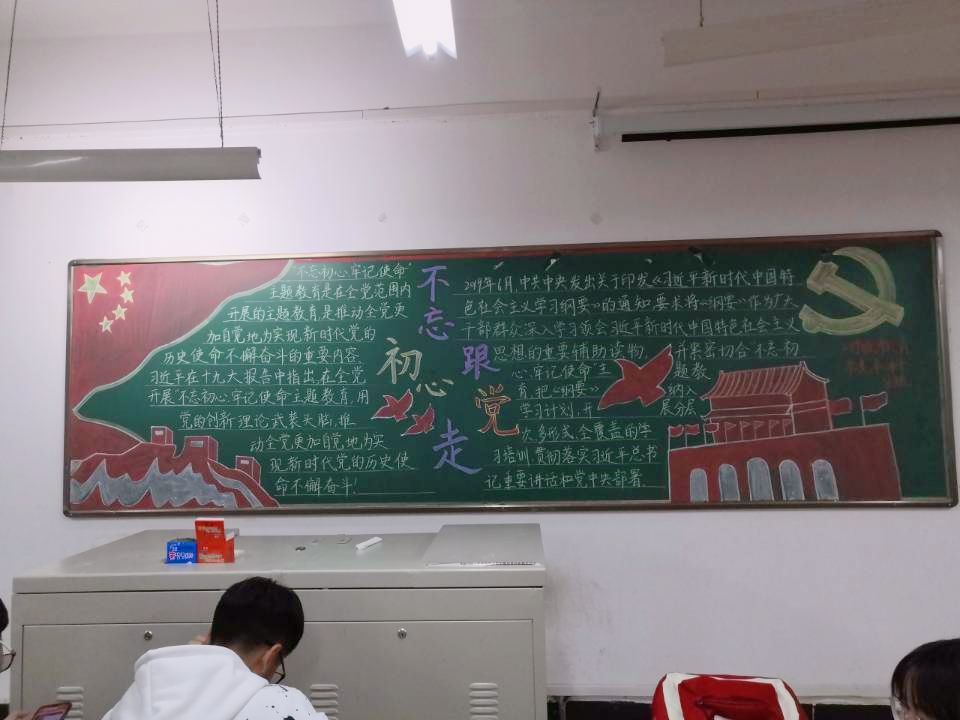 "不忘初心牢记使命"
主题教育是在全党范围内
开展的主题教育是推动全党更
加自觉地为实现新时代党的
历史使命不懈奋斗的重要内容
习近平在十九大报告中指出,在全党
开展"不忘初心牢记使命"主题教育,用
党的创新理论武装头脑,推
动全党更加自觉地为实
现新时代党的历史使
命不懈奋斗!
不忘
初心
跟党
走
2019年6月,中共中央发出关于印发《习近平新时代中国特
色社会主义学习纲要》的通知,要求将《纲要》作为广大
干部群众深入学习领会习近平新时代中国特色社会主义
思想的重要辅助读物,并紧密切合"不忘初
心、牢记使命"主题教
育,把《纲要》纳入
学习计划,开展分层
次、多形式、全覆盖的学
习培训,贯彻落实习近平总书
记重要讲话和党中央部署.